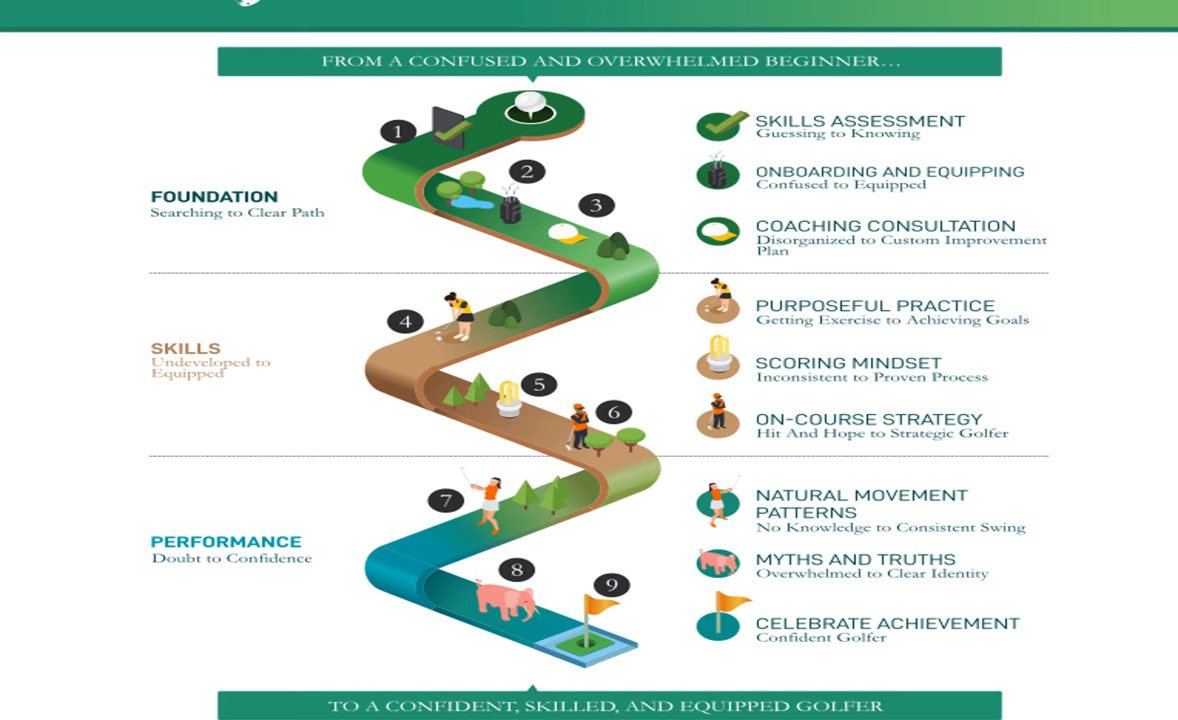 FROM A CONFUSED AND OVERWHELMED BEGINNER...
1
2
3
FOUNDATION
Searching to Clear Path
SKILLS ASSESSMENT
Guessing to Knowing
ONBOARDING AND EQUIPPING
Confused to Equipped
COACHING CONSULTATION
Disorganized to Custom Improvement
Plan
4
5
6
SKILLS
Undeveloped to
Equipped
PURPOSEFUL PRACTICE
Getting Exercise to Achieving Goals
SCORING MINDSET
Inconsistent to Proven Process
ON-COURSE STRATEGY
Hit And Hope to Strategic Golfer
7
8
9
PERFORMANCE
Doubt to Confidence
NATURAL MOVEMENT
PATTERNS
No Knowledge to Consistent Swing
MYTHS AND TRUTHS
Overwhelmed to Clear Identity
CELEBRATE ACHIEVEMENT
Confident Golfer
TO A CONFIDENT, SKILLED, AND EQUIPPED GOLFER